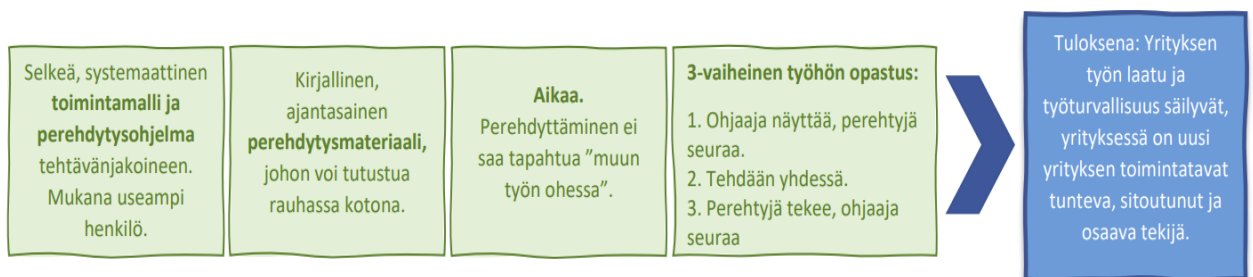 Selkeä, systemaattinen
toimintamalli ja
perehdytysohjelma
tehtävänjakoineen.
Mukana useampi
henkilö.
Kirjallinen,
ajantasainen
perehdytysmateriaali,
johon voi tutustua
rauhassa kotona.
Aikaa.
Perehdyttäminen ei
saa tapahtua ”muun
työn ohessa”.
3-vaiheinen työhön opastus:
1. Ohjaaja näyttää, perehtyjä
seuraa.
2. Tehdään yhdessä.
3. Perehtyjä tekee, ohjaaja
seuraa
Tuloksena: Yrityksen
työn laatu ja
työturvallisuus säilyvät,
yrityksessä on uusi
yrityksen toimintatavat
tunteva, sitoutunut ja
osaava tekijä.